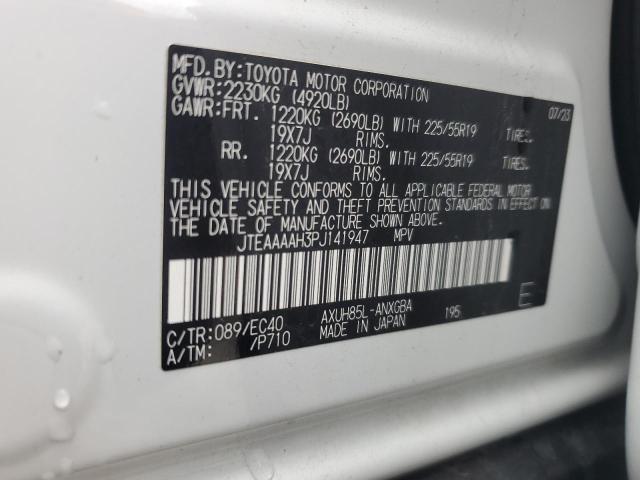 MFD. BY: TOYOTA MOTOR CORPORATION 07/23
GVWR: 2230KG (4920LB)
GAWR: FRT. 1220KG (2690LB) WITH 225/55R19 TIRES.
19X7J RIMS.
RR. 1220KG (2690LB) WITH 225/55R19 TIRES.
19X7J RIMS.
THIS VEHICLE CONFORMS TO ALL APPLICABLE FEDERAL MOTOR
VEHICLE SAFETY AND THEFT PREVENTION STANDARDS IN EFFECT ON
THE DATE OF MANUFACTURE SHOWN ABOVE.
JTEAAAAH3PJ141947 MPV
C/TR: 089/EC40 AXUH85L-ANXGBA 195 E
A/TM: /P710 MADE IN JAPAN